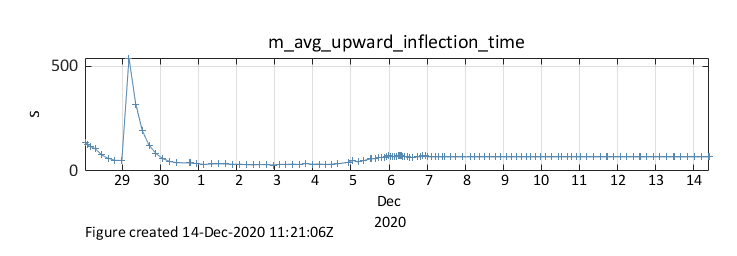 m_avg_upward_inflection_time
500
s
0
29 30 1 2 3 4 5 6 7 8 9 10 11 12 13 14
Dec
2020
Figure created 14-Dec-2020 11:21:06Z